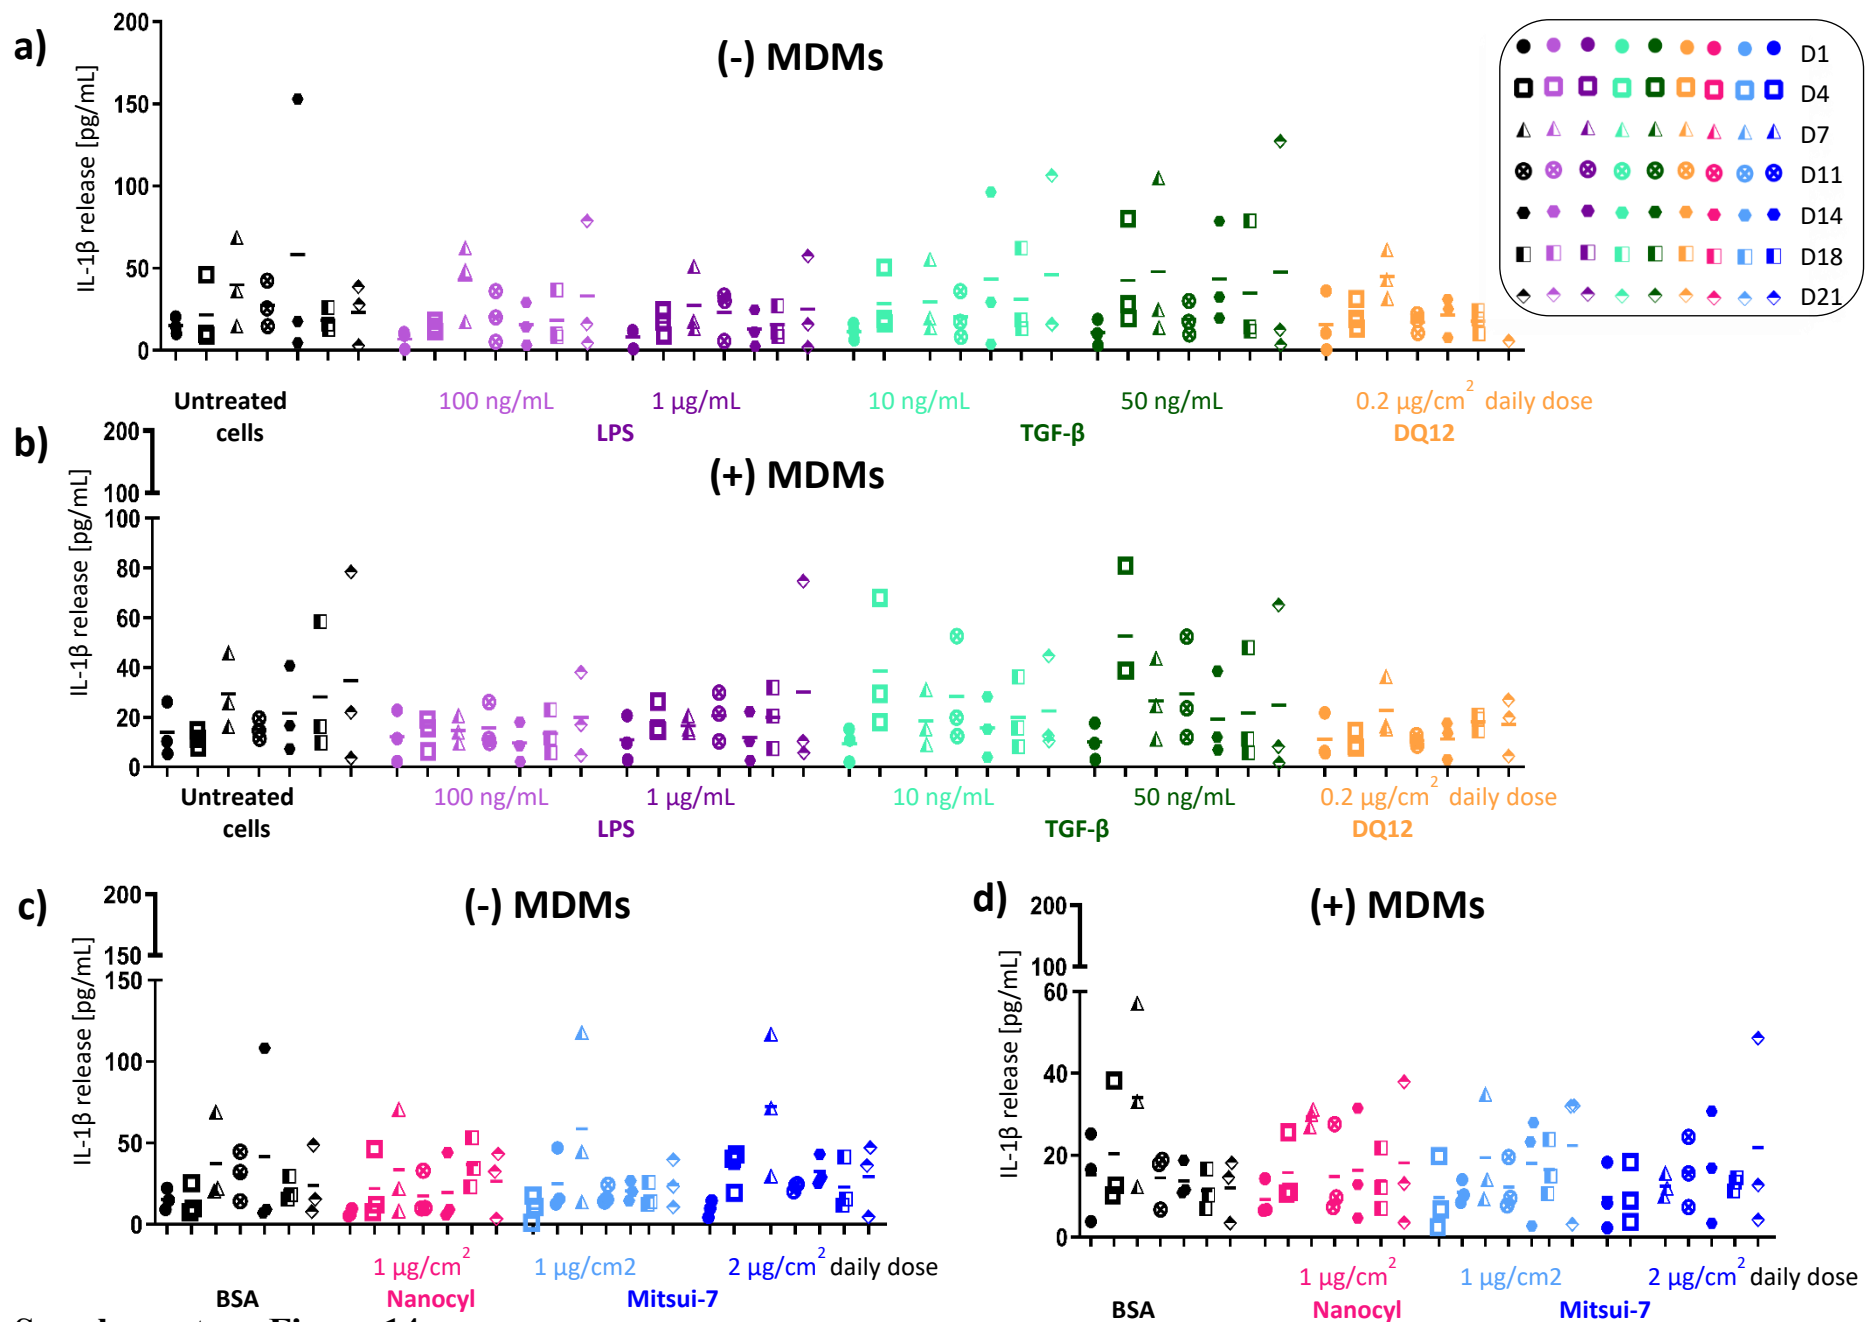 a)
(-) MDMs
IL-1β release [pg/mL]
200
150
100
50
0
D1
D4
D7
D11
D14
D18
D21
Untreated cells
100 ng/mL
1 µg/mL
LPS
10 ng/mL
50 ng/mL
TGF-β
0.2 µg/cm² daily dose
DQ12
b)
(+) MDMs
IL-1β release [pg/mL]
200
100
100
80
60
40
20
0
Untreated cells
100 ng/mL
1 µg/mL
LPS
10 ng/mL
50 ng/mL
TGF-β
0.2 µg/cm² daily dose
DQ12
c)
(-) MDMs
IL-1β release [pg/mL]
200
150
150
100
50
0
BSA
1 µg/cm²
Nanocyl
1 µg/cm2
2 µg/cm² daily dose
Mitsui-7
d)
(+) MDMs
IL-1β release [pg/mL]
200
100
60
40
20
0
BSA
1 µg/cm²
Nanocyl
1 µg/cm2
2 µg/cm² daily dose
Mitsui-7